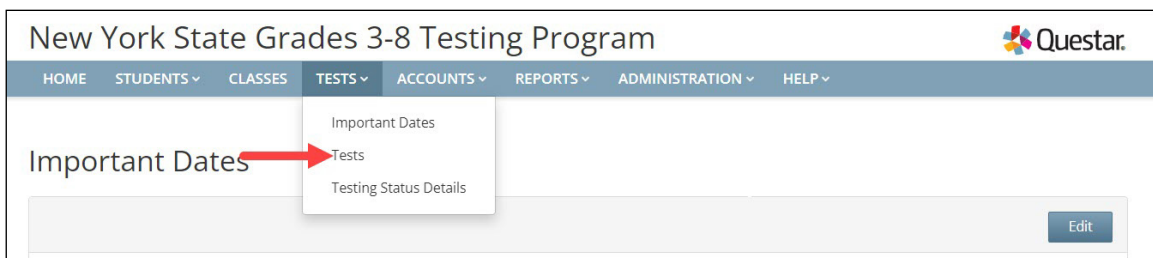 New York State Grades 3-8 Testing Program
Questar.
HOME STUDENTS CLASSES TESTS ACCOUNTS REPORTS ADMINISTRATION HELP
Important Dates
Tests
Testing Status Details
Important Dates
Edit